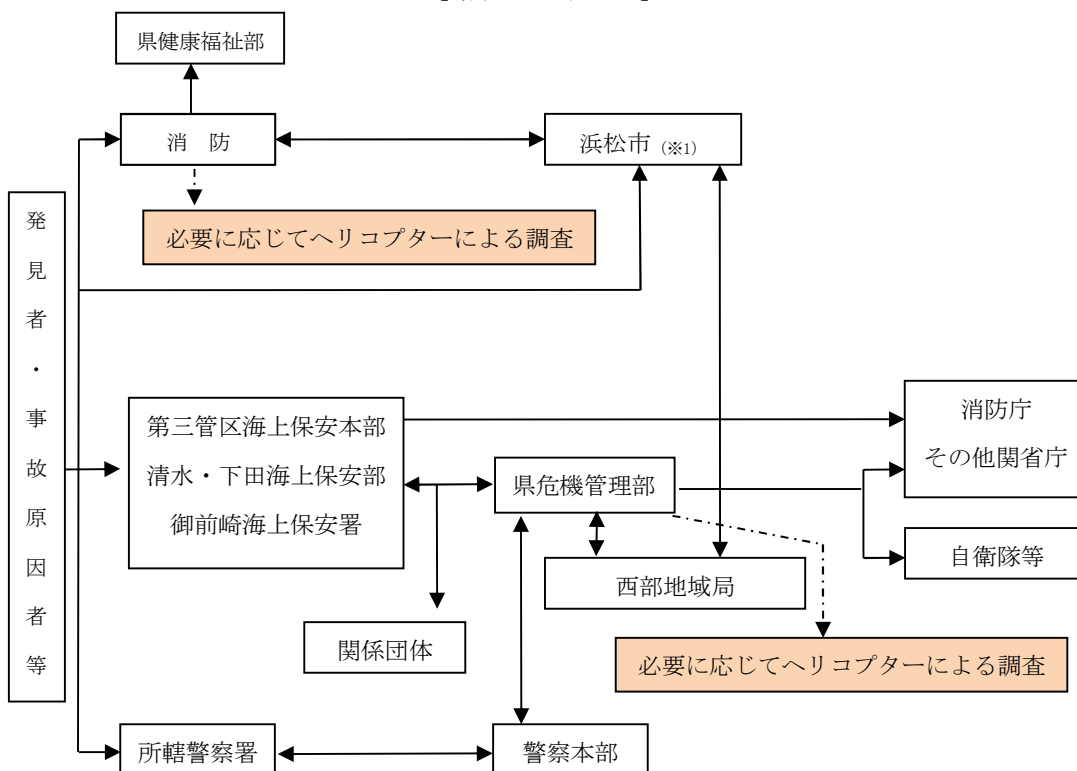 県健康福祉部
消　防
浜松市 (※1)
必要に応じてヘリコプターによる調査
発見者・事故原因者等
第三管区海上保安本部
清水・下田海上保安部
御前崎海上保安署
消防庁
その他関省庁
県危機管理部
自衛隊等
西部地域局
関係団体
必要に応じてヘリコプターによる調査
所轄警察署
警察本部